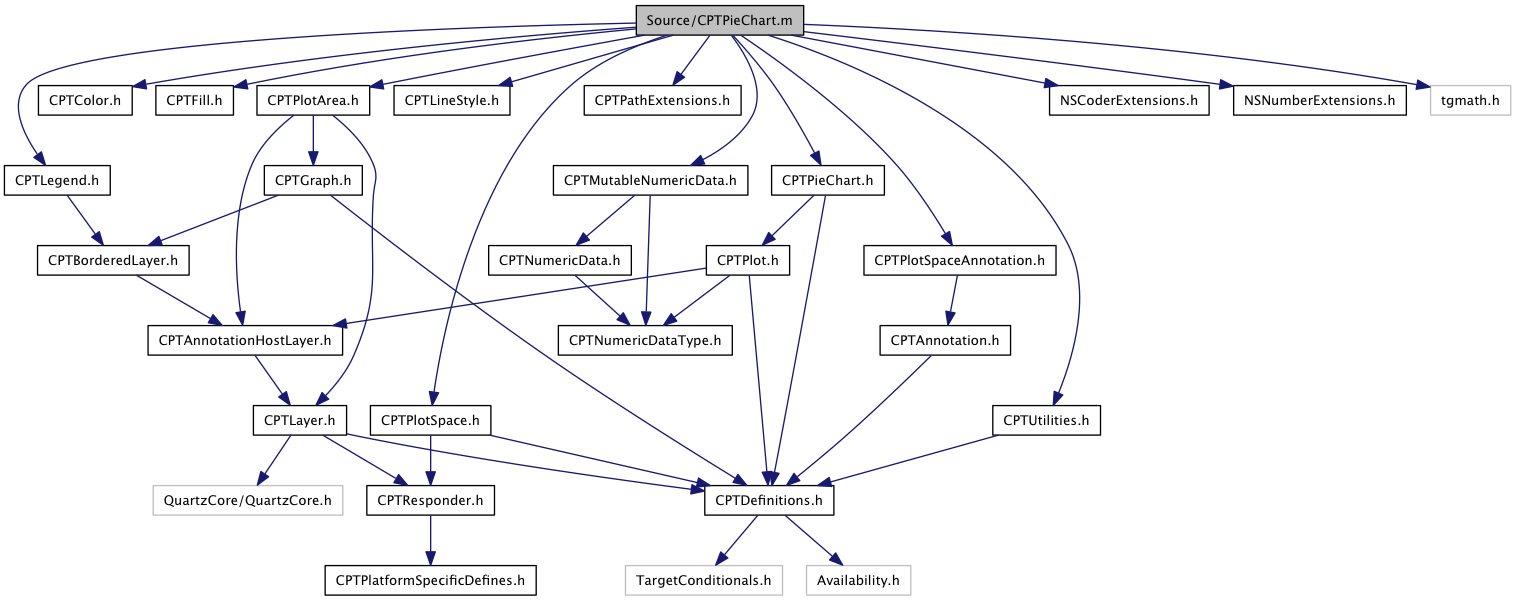 Source/CPTPieChart.m
CPTColor.h
CPTFill.h
CPTPlotArea.h
CPTLineStyle.h
CPTPathExtensions.h
NSCoderExtensions.h
NSNumberExtensions.h
tgmath.h
CPTLegend.h
CPTGraph.h
CPTMutableNumericData.h
CPTPieChart.h
CPTBorderedLayer.h
CPTNumericData.h
CPTPlot.h
CPTPlotSpaceAnnotation.h
CPTAnnotationHostLayer.h
CPTNumericDataType.h
CPTAnnotation.h
CPTLayer.h
CPTPlotSpace.h
CPTUtilities.h
QuartzCore/QuartzCore.h
CPTResponder.h
CPTDefinitions.h
CPTPlatformSpecificDefines.h
TargetConditionals.h
Availability.h